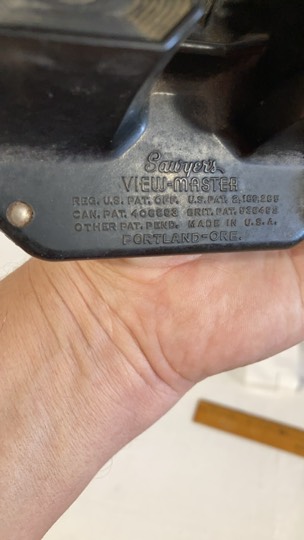 Sawyer's
VIEW-MASTER
REG. U.S. PAT. OFF. U.S. PAT. 2,189,285
CAN. PAT. 406563 BRIT. PAT.
OTHER PAT. PEND. MADE IN U.S.A.
PORTLAND-ORE.